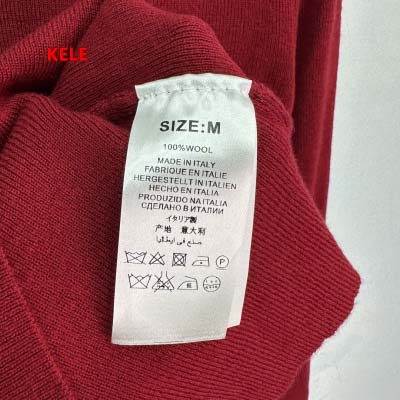 KELE
SIZE:M
100%WOOL
MADE IN ITALY
FABRIQUE EN ITALIE
HERGESTELLT IN ITALIEN
HECHO EN ITALIA
PRODUZIDO NA ITALIA
СДЕЛАНО В ИТАЛИИ
イタリア製
产地 意大利
صنع في إيطاليا
P